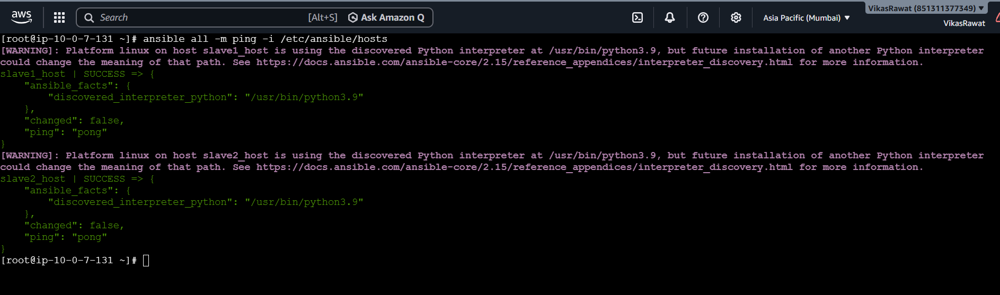 VikasRawat (851311377349) ▼
aws Search [Alt+S] Ask Amazon Q Asia Pacific (Mumbai) ▼
VikasRawat
[root@ip-10-0-7-131 ~]# ansible all -m ping -i /etc/ansible/hosts
[WARNING]: Platform linux on host slave1_host is using the discovered Python interpreter at /usr/bin/python3.9, but future installation of another Python interpreter
could change the meaning of that path. See https://docs.ansible.com/ansible-core/2.15/reference_appendices/interpreter_discovery.html for more information.
slave1_host | SUCCESS => {
    "ansible_facts": {
        "discovered_interpreter_python": "/usr/bin/python3.9"
    },
    "changed": false,
    "ping": "pong"
}
[WARNING]: Platform linux on host slave2_host is using the discovered Python interpreter at /usr/bin/python3.9, but future installation of another Python interpreter
could change the meaning of that path. See https://docs.ansible.com/ansible-core/2.15/reference_appendices/interpreter_discovery.html for more information.
slave2_host | SUCCESS => {
    "ansible_facts": {
        "discovered_interpreter_python": "/usr/bin/python3.9"
    },
    "changed": false,
    "ping": "pong"
}
[root@ip-10-0-7-131 ~]#